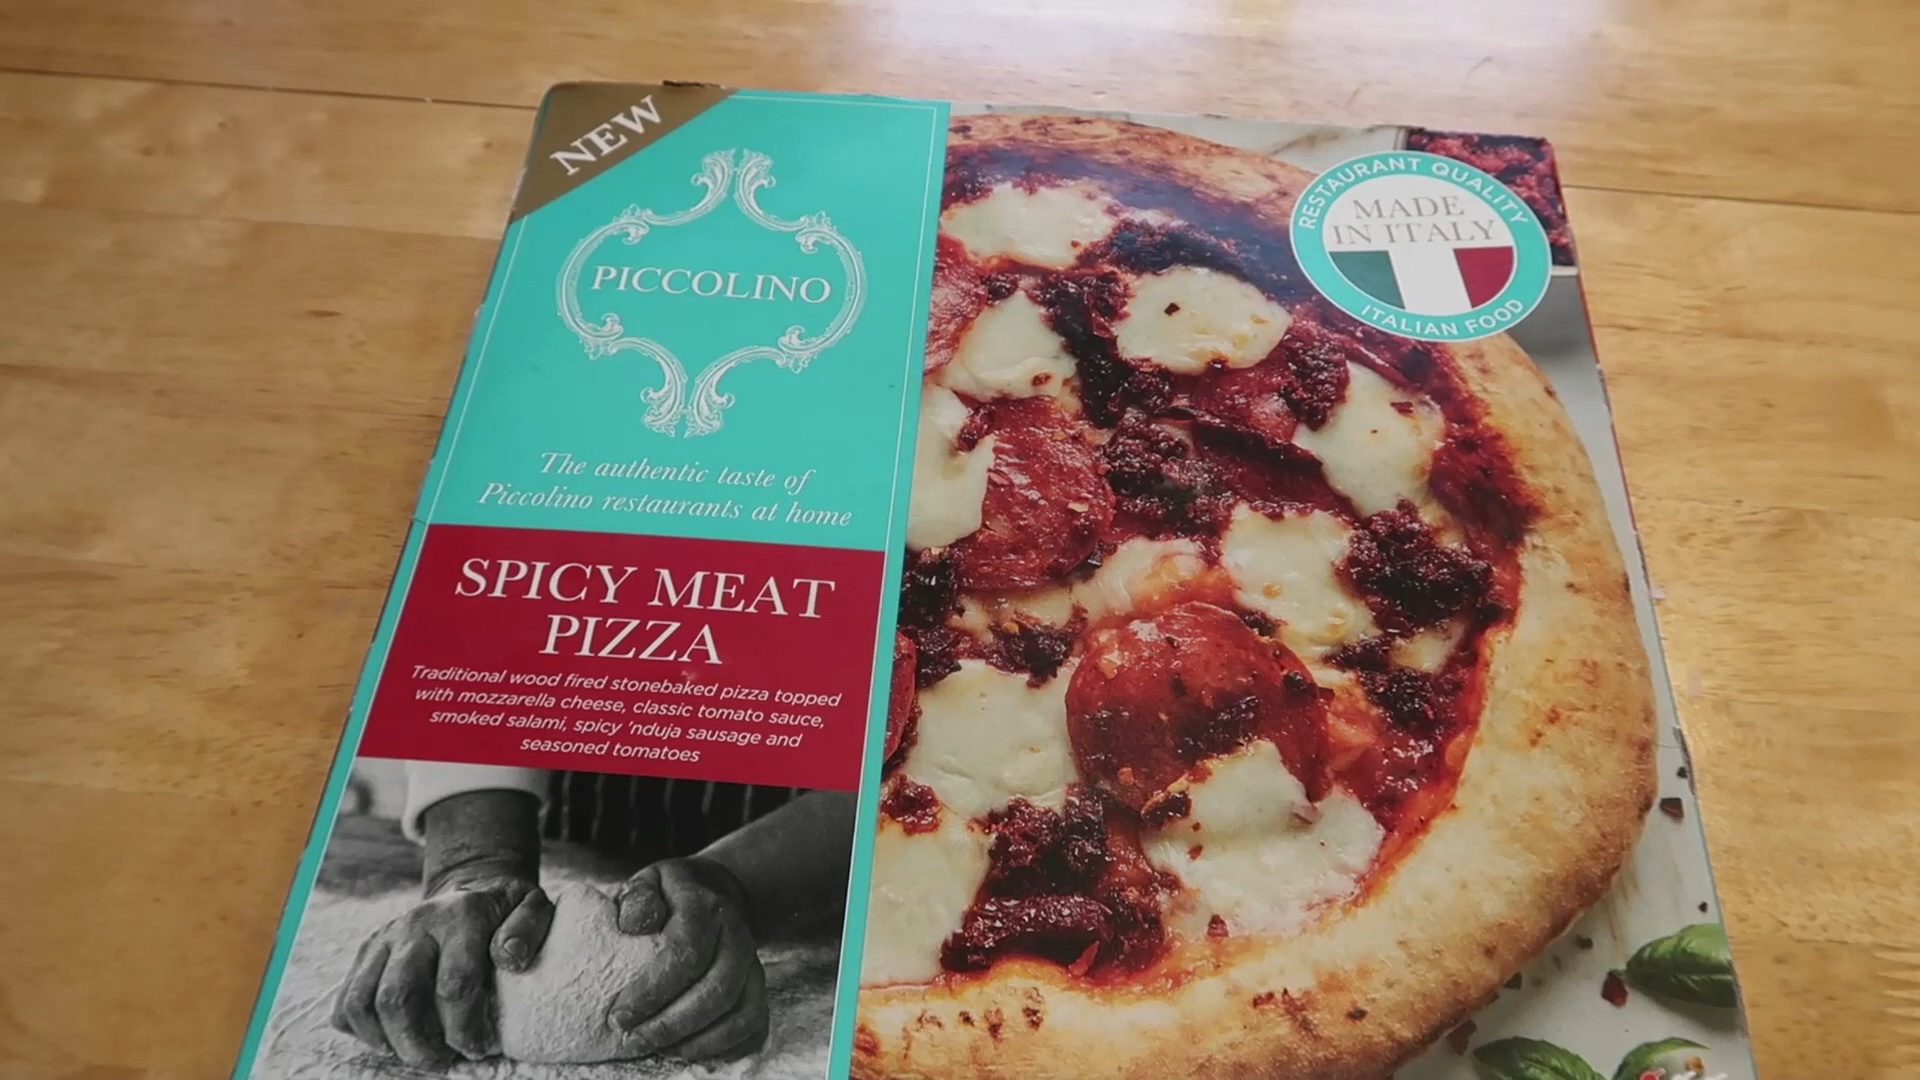 NEW
PICCOLINO
The authentic taste of
Piccolino restaurants at home
SPICY MEAT
PIZZA
Traditional wood fired stonebaked pizza topped
with mozzarella cheese, classic tomato sauce,
smoked salami, spicy 'nduja sausage and
seasoned tomatoes
RESTAURANT QUALITY
MADE
IN ITALY
ITALIAN FOOD